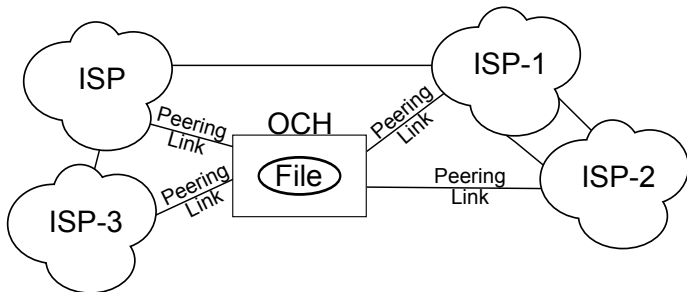 ISP
ISP-1
Peering
Link
OCH
Peering
Link
File
Peering
Link
Peering
Link
ISP-2
ISP-3